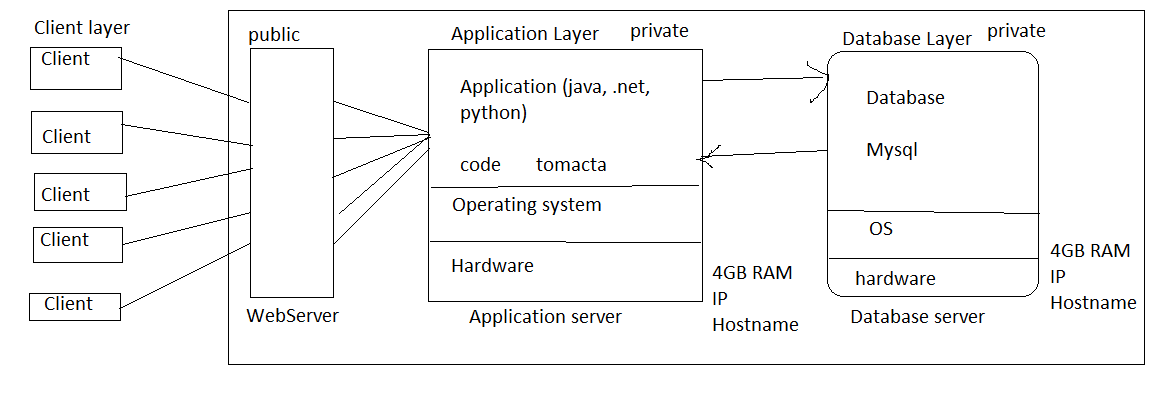 Client layer
Client
Client
Client
Client
Client
public
WebServer
Application Layer private
Application (java, .net,
python)
code tomacta
Operating system
Hardware
Application server
4GB RAM
IP
Hostname
Database Layer private
Database
Mysql
OS
hardware
Database server
4GB RAM
IP
Hostname